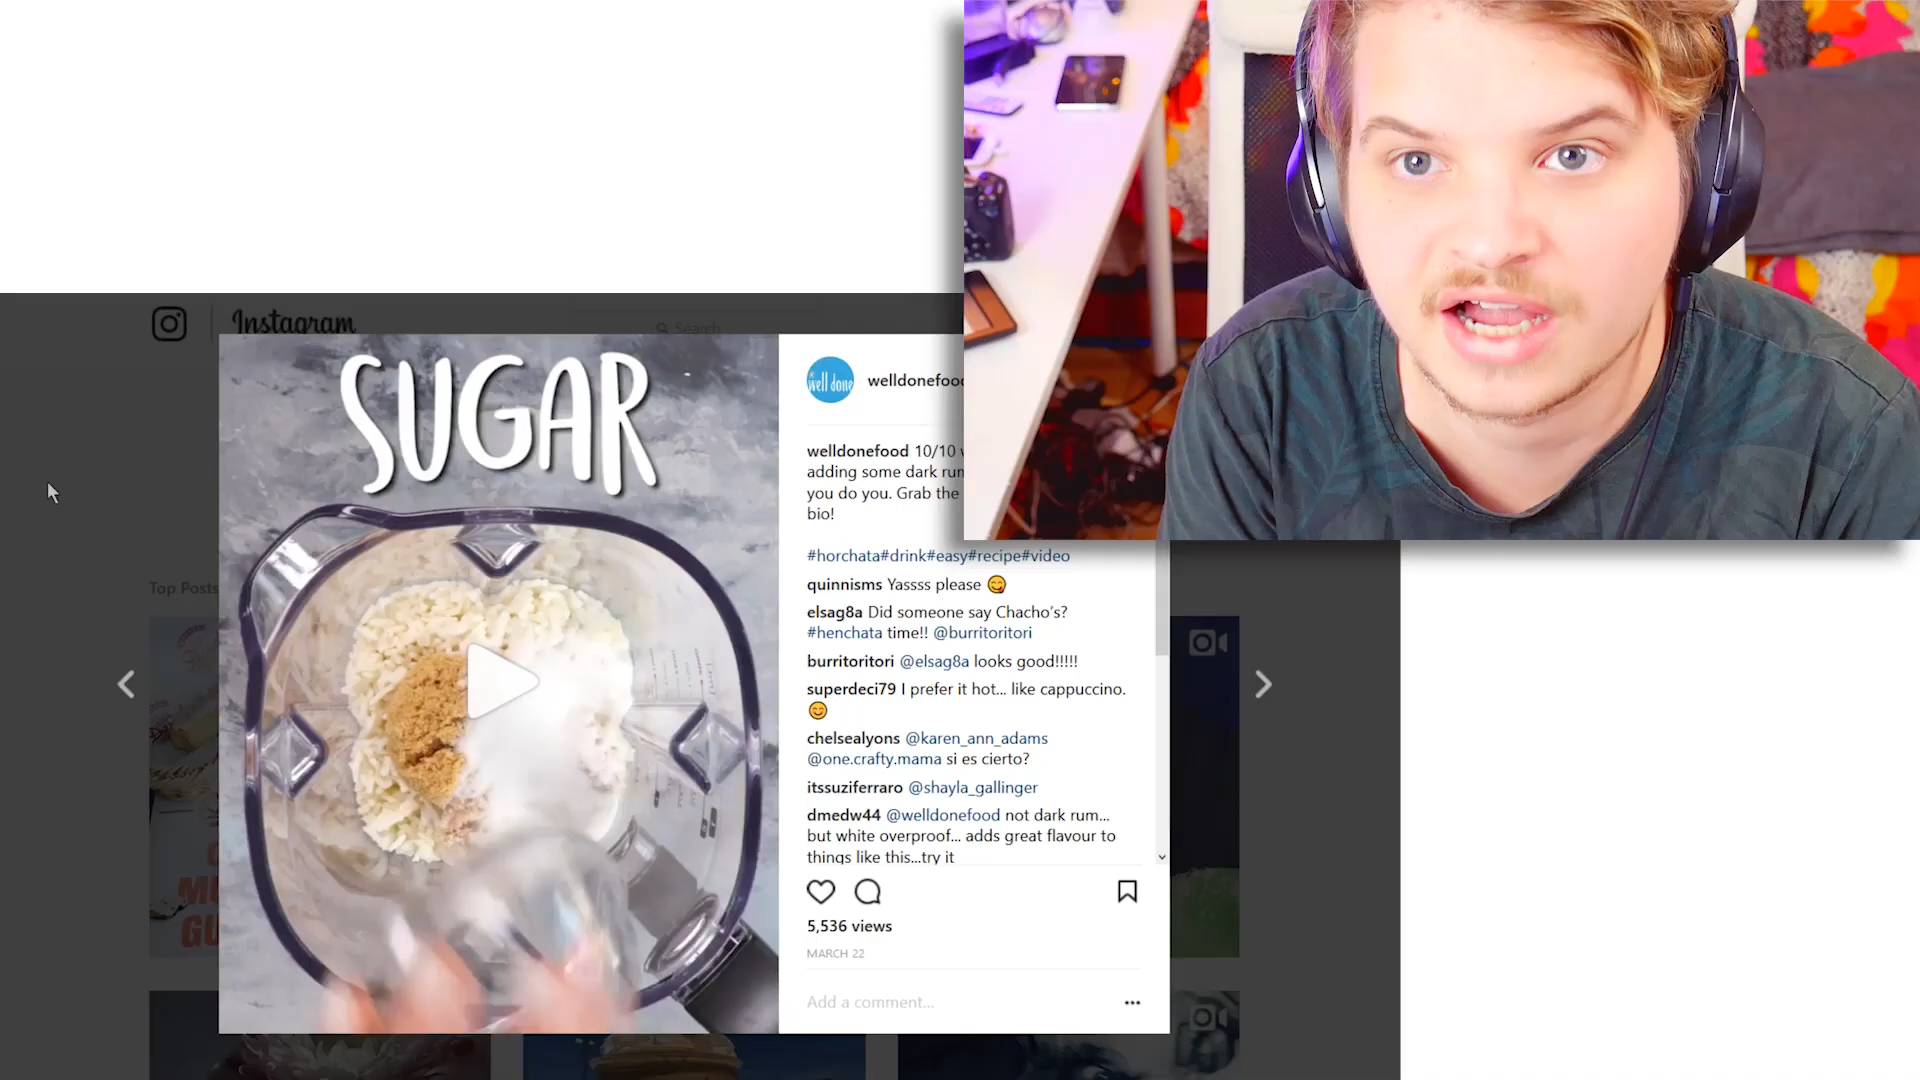 Instagram
Search
SUGAR
well done
welldonefood
welldonefood 10/10
adding some dark rum
you do you. Grab the
bio!
#horchata#drink#easy#recipe#video
quinnisms Yassss please
elsag8a Did someone say Chacho's?
#henchata time!! @burritoritori
burritoritori @elsag8a looks good!!!!!
superdeci79 I prefer it hot... like cappuccino.
chelsealyons @karen_ann_adams
@one.crafty.mama si es cierto?
itssuziferraro @shayla_gallinger
dmedw44 @welldonefood not dark rum...
but white overproof... adds great flavour to
things like this...try it
5,536 views
MARCH 22
Add a comment...
Top Posts